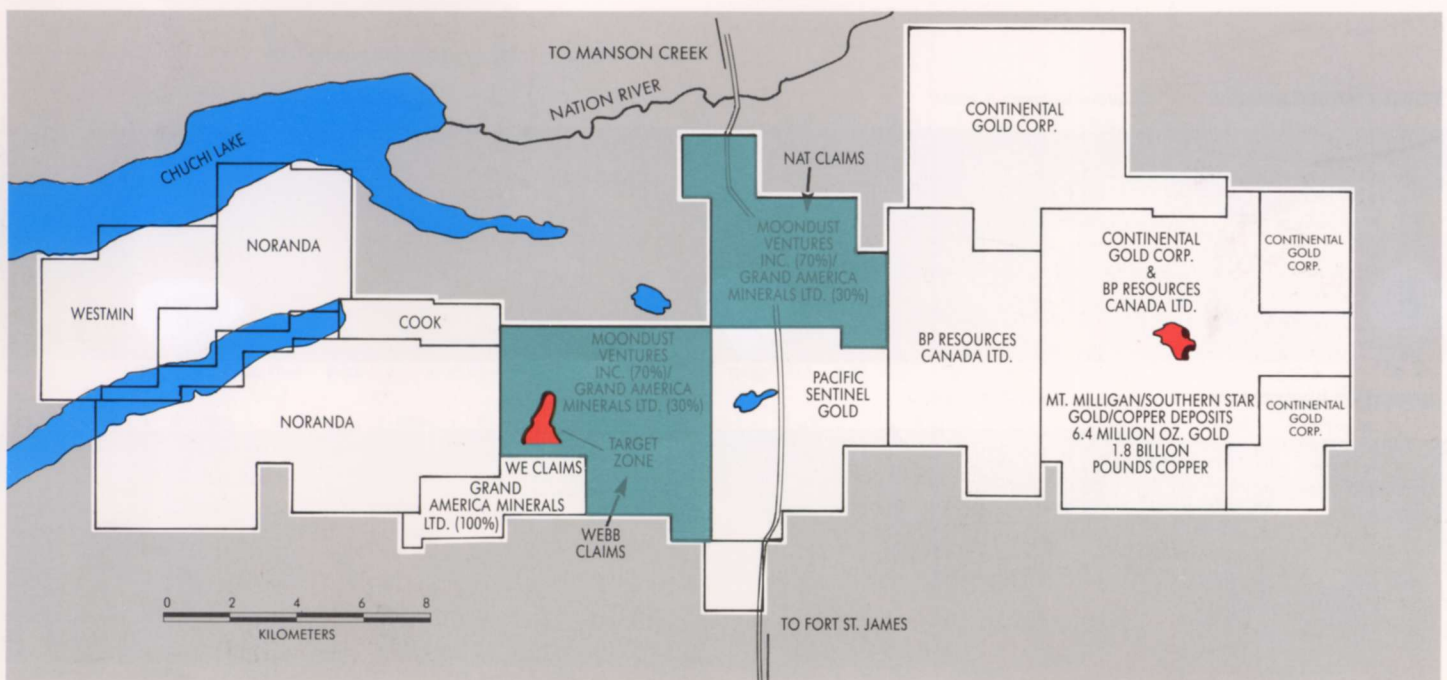 TO MANSON CREEK
NATION RIVER
CHUCHI LAKE
NORANDA
WESTMIN
COOK
NORANDA
NAT CLAIMS
MOONDUST
VENTURES
INC. (70%)/
GRAND AMERICA
MINERALS LTD. (30%)
MOONDUST
VENTURES
INC. (70%)/
GRAND AMERICA
MINERALS LTD. (30%)
TARGET
ZONE
WE CLAIMS
GRAND
AMERICA MINERALS
LTD. (100%)
WEBB
CLAIMS
PACIFIC
SENTINEL
GOLD
BP RESOURCES
CANADA LTD.
CONTINENTAL
GOLD CORP.
CONTINENTAL
GOLD CORP.
&
BP RESOURCES
CANADA LTD.
MT. MILLIGAN/SOUTHERN STAR
GOLD/COPPER DEPOSITS
6.4 MILLION OZ. GOLD
1.8 BILLION
POUNDS COPPER
CONTINENTAL
GOLD
CORP.
CONTINENTAL
GOLD
CORP.
0 2 4 6 8
KILOMETERS
TO FORT ST. JAMES